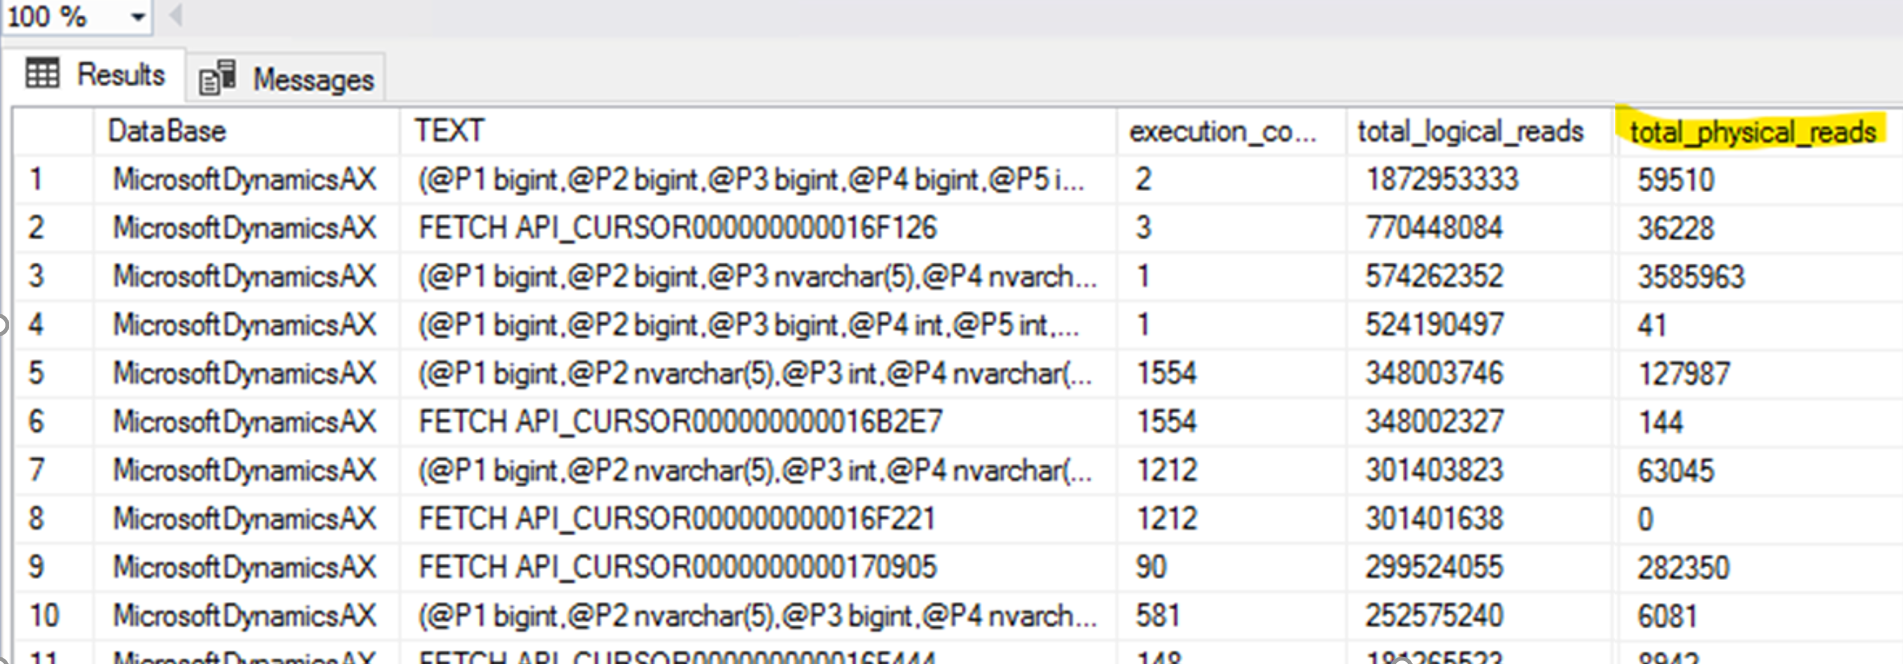 100 %
Results Messages
DataBase TEXT execution_co... total_logical_reads total_physical_reads
1 MicrosoftDynamicsAX (@P1 bigint,@P2 bigint,@P3 bigint,@P4 bigint,@P5 i... 2 1872953333 59510
2 MicrosoftDynamicsAX FETCH API_CURSOR000000000016F126 3 770448084 36228
3 MicrosoftDynamicsAX (@P1 bigint,@P2 bigint,@P3 nvarchar(5),@P4 nvarch... 1 574262352 3585963
4 MicrosoftDynamicsAX (@P1 bigint,@P2 bigint,@P3 bigint,@P4 int,@P5 int,... 1 524190497 41
5 MicrosoftDynamicsAX (@P1 bigint,@P2 nvarchar(5),@P3 int,@P4 nvarchar(... 1554 348003746 127987
6 MicrosoftDynamicsAX FETCH API_CURSOR000000000016B2E7 1554 348002327 144
7 MicrosoftDynamicsAX (@P1 bigint,@P2 nvarchar(5),@P3 int,@P4 nvarchar(... 1212 301403823 63045
8 MicrosoftDynamicsAX FETCH API_CURSOR000000000016F221 1212 301401638 0
9 MicrosoftDynamicsAX FETCH API_CURSOR0000000000170905 90 299524055 282350
10 MicrosoftDynamicsAX (@P1 bigint,@P2 nvarchar(5),@P3 bigint,@P4 nvarch... 581 252575240 6081
11 MicrosoftDynamicsAX 148